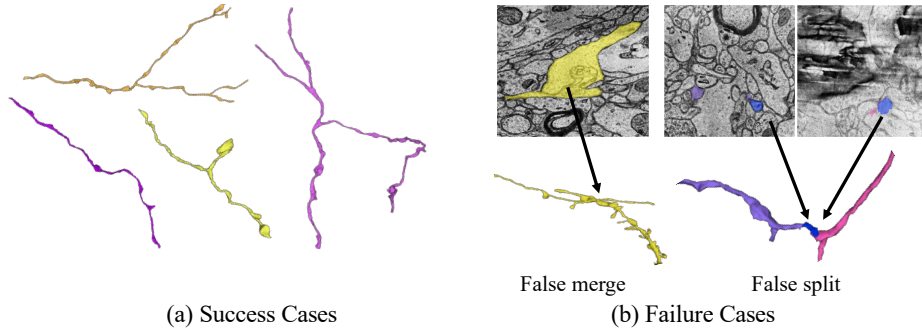 False merge
False split
(a) Success Cases
(b) Failure Cases